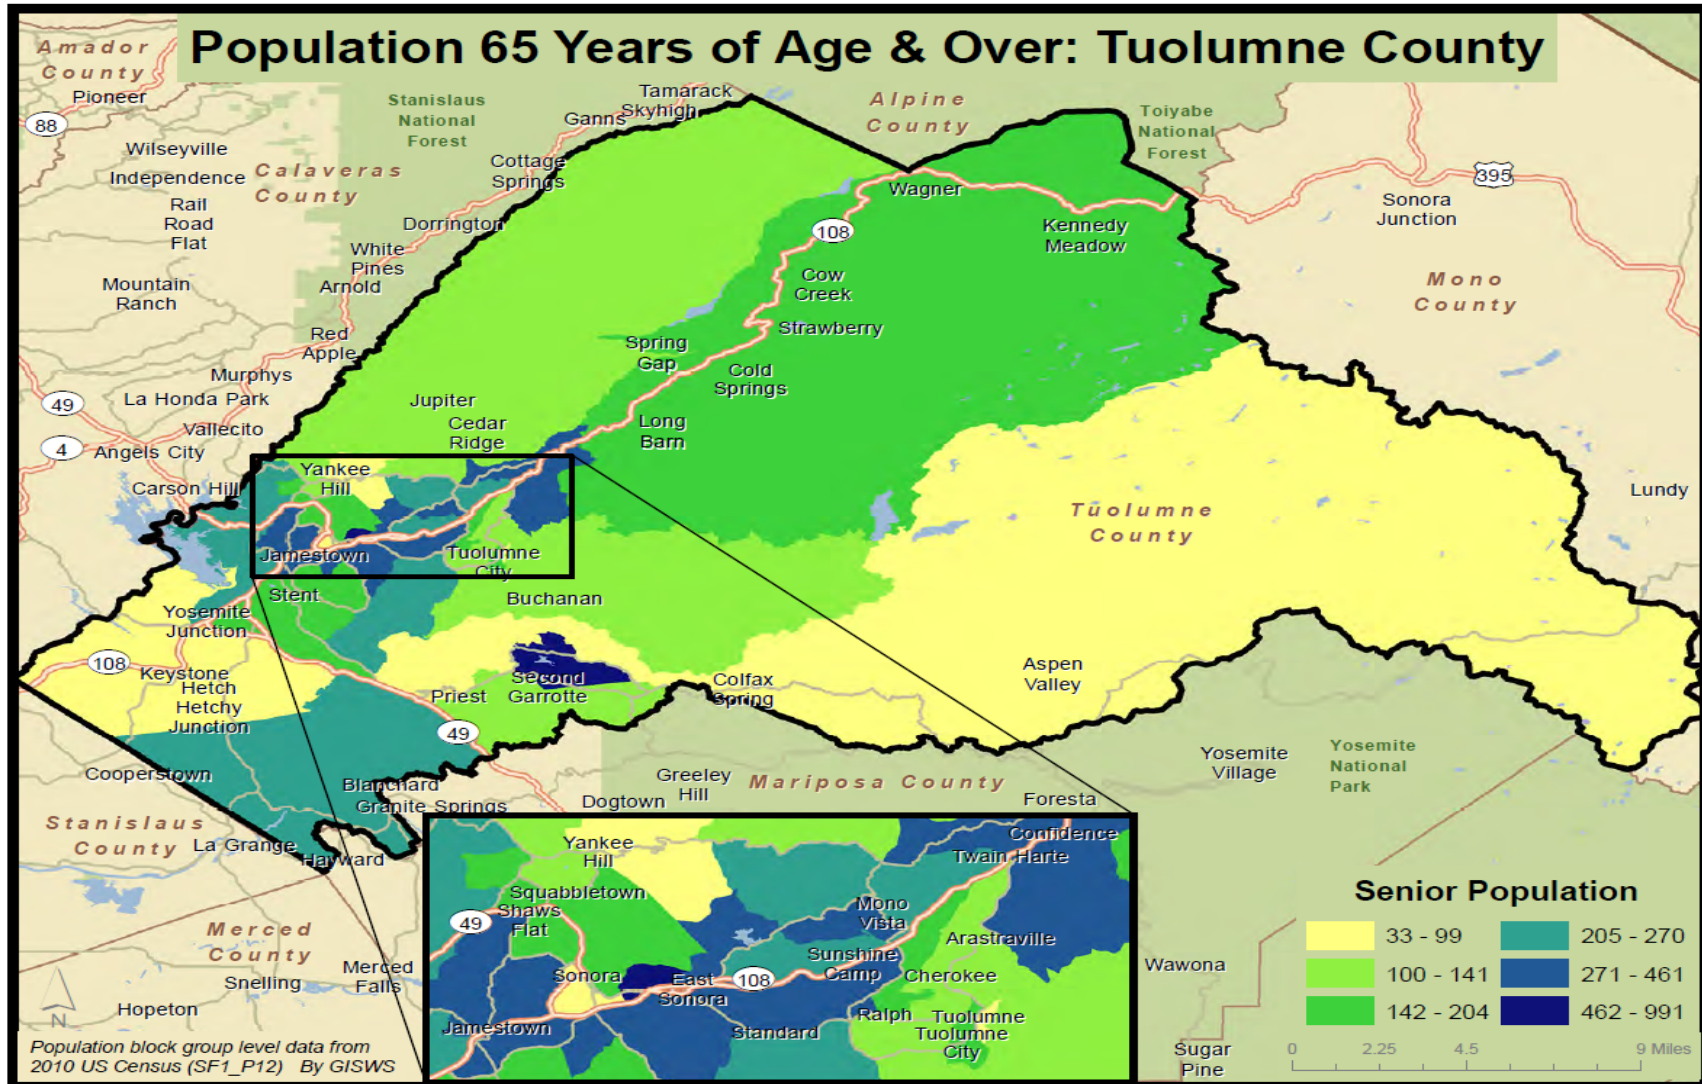 Population 65 Years of Age & Over: Tuolumne County
Amador
County
Pioneer
88
Wilseyville
Independence
Rail
Road
Flat
Calaveras
County
Stanislaus
National
Forest
Ganns
Tamarack
Skyhigh
Cottage
Springs
Dorrington
White
Pines
Arnold
Mountain
Ranch
Red
Apple
Murphys
49
La Honda Park
Vallecito
4
Angels City
Carson Hill
Alpine
County
Toiyabe
National
Forest
395
Sonora
Junction
Mono
County
Wagner
Kennedy
Meadow
108
Cow
Creek
Strawberry
Spring
Gap
Cold
Springs
Long
Barn
Jupiter
Cedar
Ridge
Yankee
Hill
Jamestown
Tuolumne
City
Stent
Buchanan
Tuolumne
County
Lundy
Yosemite
Junction
108
Keystone
Hetch
Hetchy
Junction
Priest
Second
Garrotte
49
Colfax
Spring
Aspen
Valley
Cooperstown
Blanchard
Granite Springs
Dogtown
Greeley
Hill
Mariposa County
Foresta
Yosemite
Village
Yosemite
National
Park
Stanislaus
County
La Grange
Hayward
Merced
County
Snelling
Merced
Falls
Hopeton
N
Population block group level data from
2010 US Census (SF1_P12) By GISWS
Yankee
Hill
Confidence
Twain Harte
Squabbletown
Shaws
Flat
49
Mono
Vista
Arastraville
Sunshine
Camp
Cherokee
Sonora
East
Sonora
108
Jamestown
Standard
Ralph
Tuolumne
Tuolumne
City
Wawona
Sugar
Pine
Senior Population
33 - 99
205 - 270
100 - 141
271 - 461
142 - 204
462 - 991
0 2.25 4.5 9 Miles